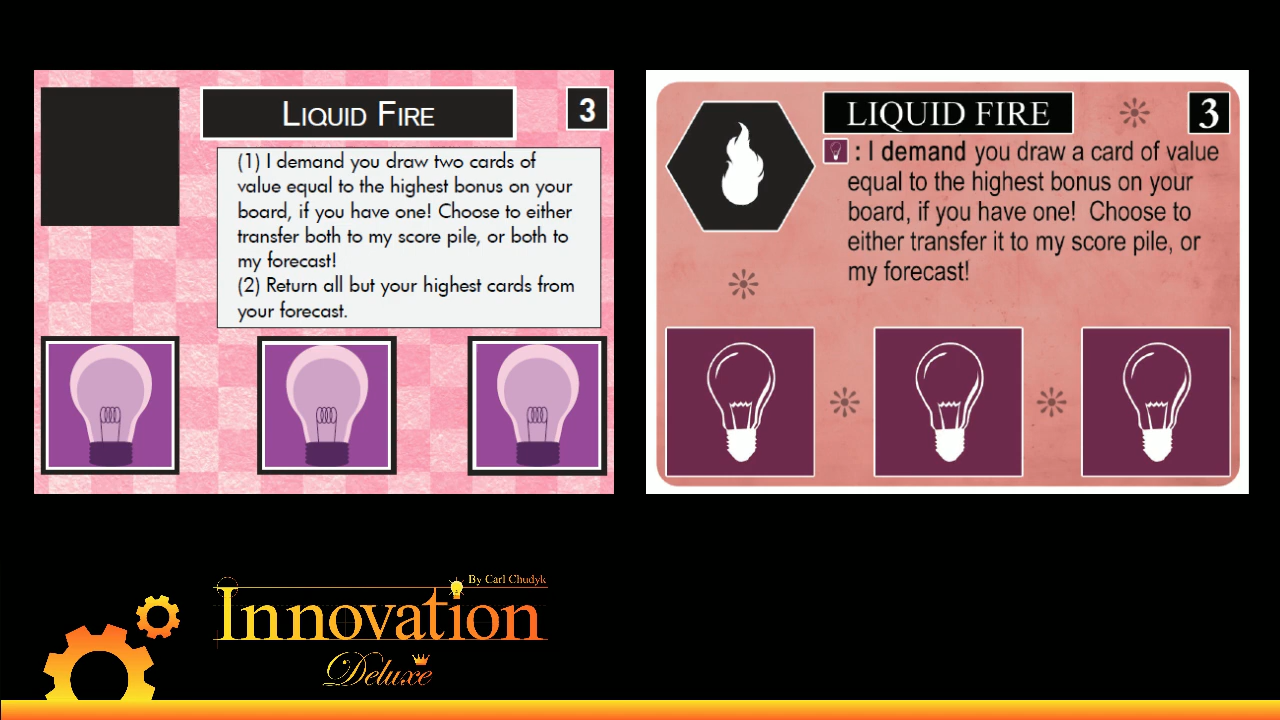 LIQUID FIRE
3
(1) I demand you draw two cards of
value equal to the highest bonus on your
board, if you have one! Choose to either
transfer both to my score pile, or both to
my forecast!
(2) Return all but your highest cards from
your forecast.
LIQUID FIRE
3
: I demand you draw a card of value
equal to the highest bonus on your
board, if you have one! Choose to
either transfer it to my score pile, or
my forecast!
By Carl Chudyk
Innovation
Deluxe